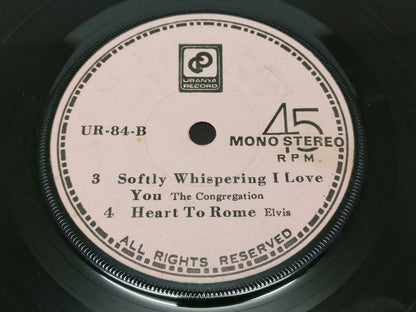 URANYA
RECORD
UR-84-B
45
MONO STEREO
RPM
3 Softly Whispering I Love
You The Congregation
4 Heart To Rome Elvis
ALL RIGHTS RESERVED